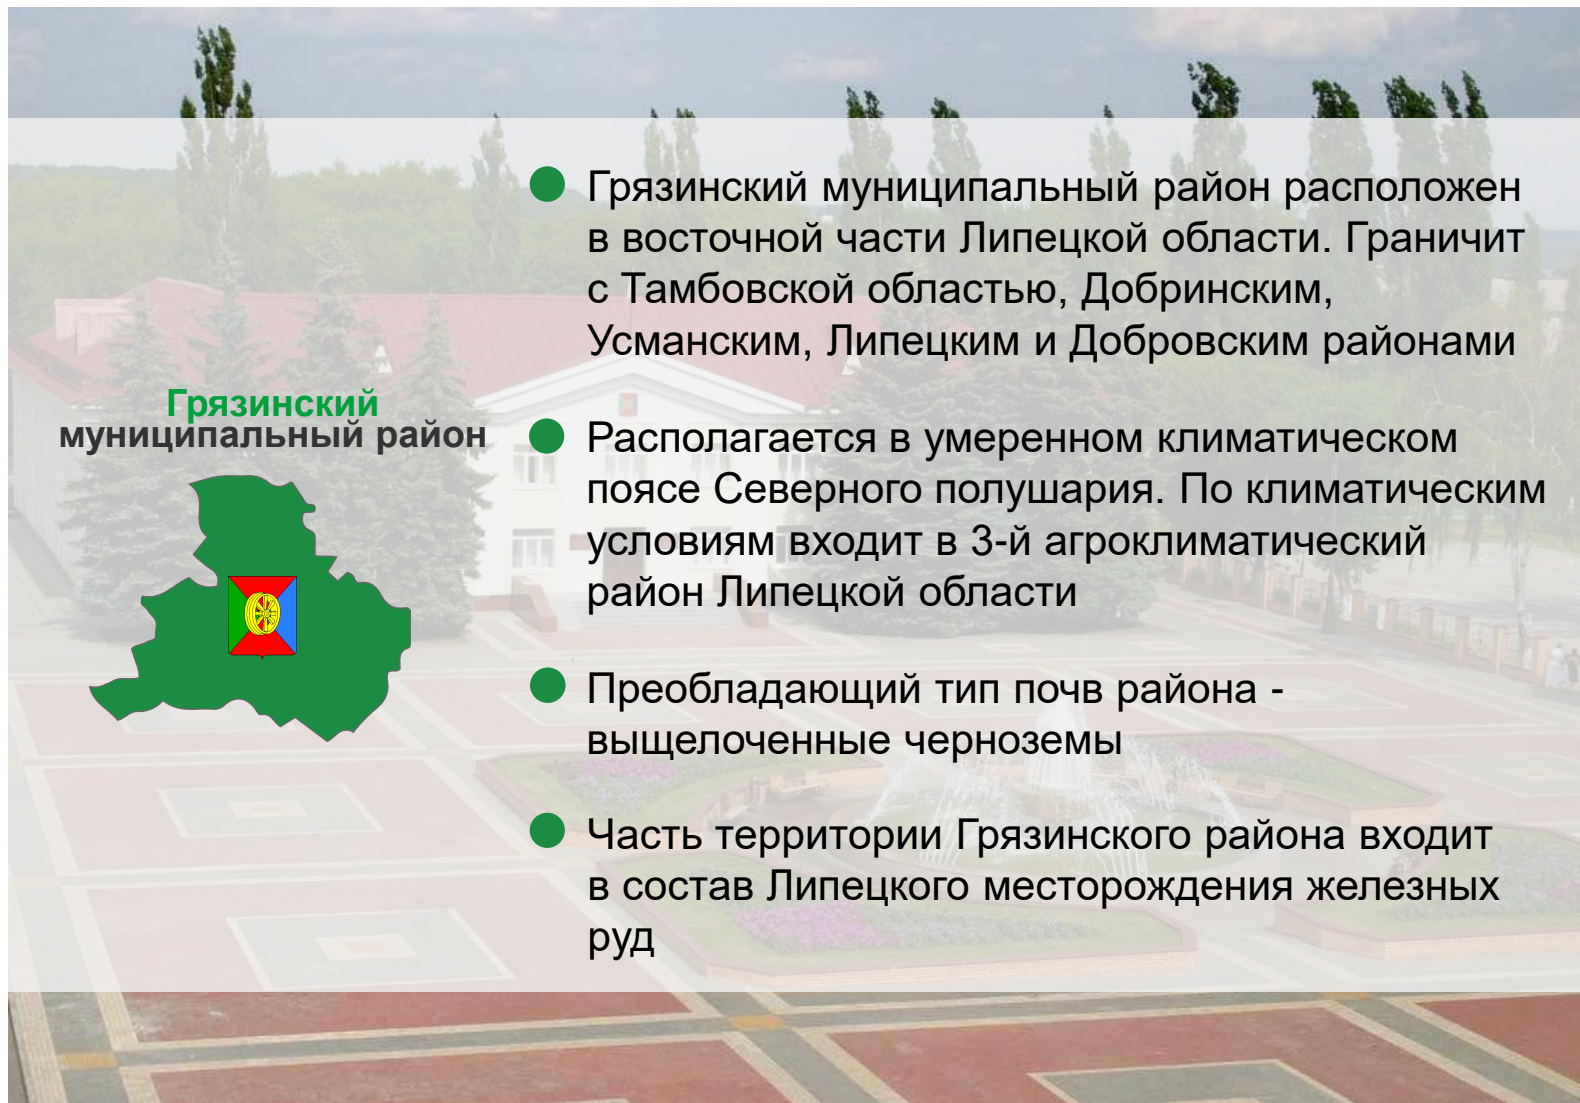 Грязинский
муниципальный район
Грязинский муниципальный район расположен
в восточной части Липецкой области. Граничит
с Тамбовской областью, Добринским,
Усманским, Липецким и Добровским районами
Располагается в умеренном климатическом
поясе Северного полушария. По климатическим
условиям входит в 3-й агроклиматический
район Липецкой области
Преобладающий тип почв района -
выщелоченные черноземы
Часть территории Грязинского района входит
в состав Липецкого месторождения железных
руд